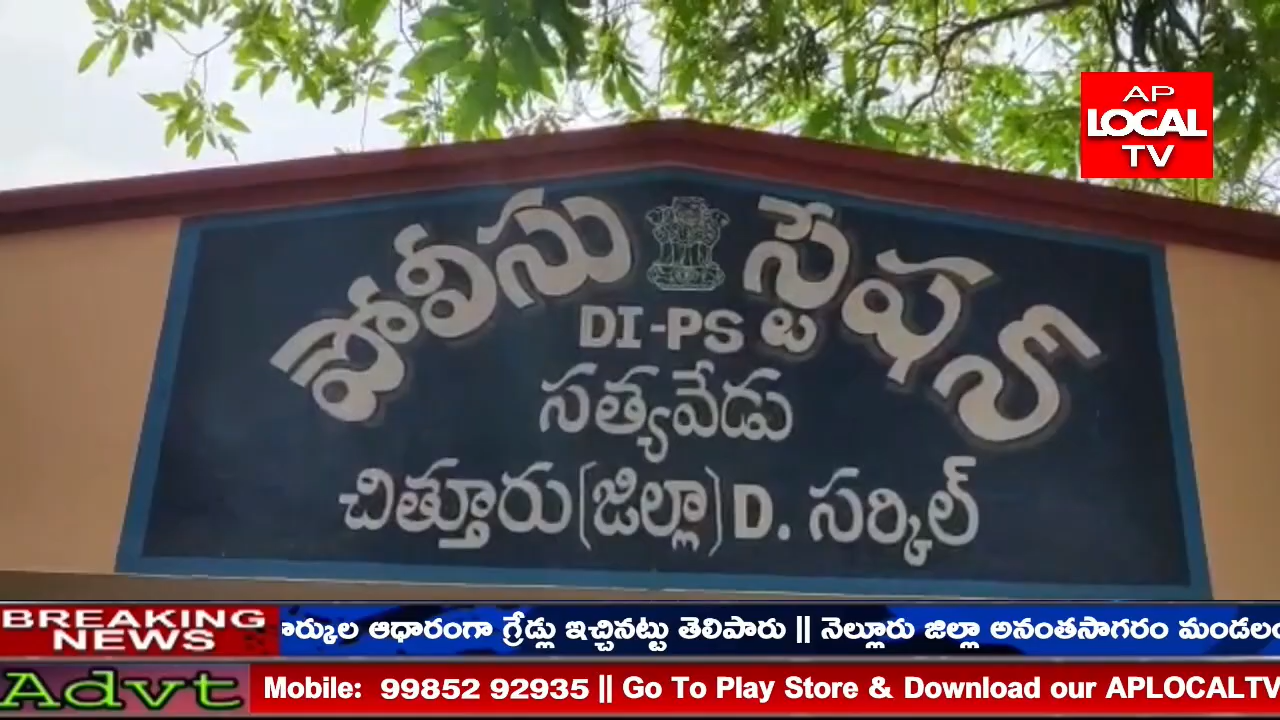 AP
LOCAL
TV
పోలీసు స్టేషన్
DI-PS
సత్యవేడు
చిత్తూరు(జిల్లా) D. సర్కిల్
BREAKING
NEWS
ార్కుల ఆధారంగా గ్రేడ్లు ఇచ్చినట్టు తెలిపారు || నెల్లూరు జిల్లా అనంతసాగరం మండలం
Advt
Mobile: 99852 92935 || Go To Play Store & Download our APLOCALTV